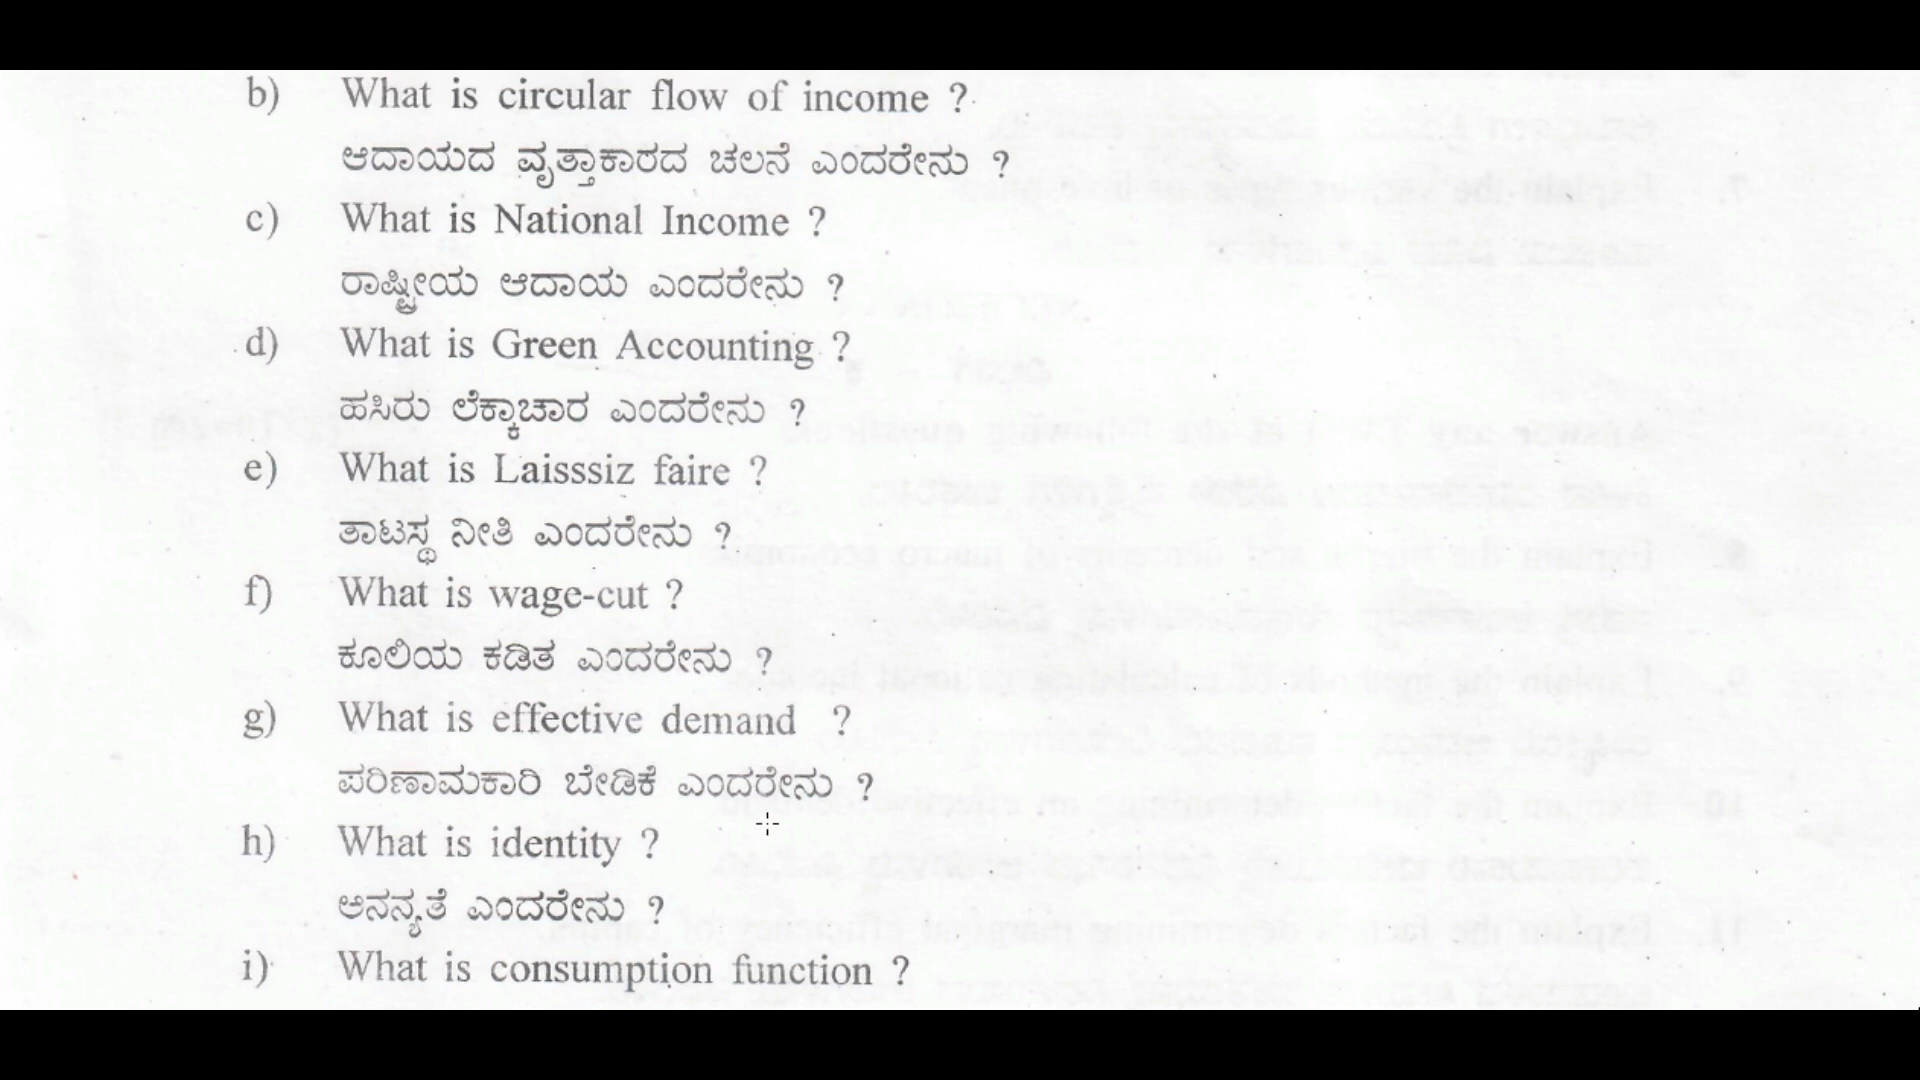 b) What is circular flow of income ?
ಆದಾಯದ ವೃತ್ತಾಕಾರದ ಚಲನೆ ಎಂದರೇನು ?
c) What is National Income ?
ರಾಷ್ಟ್ರೀಯ ಆದಾಯ ಎಂದರೇನು ?
d) What is Green Accounting ?
ಹಸಿರು ಲೆಕ್ಕಾಚಾರ ಎಂದರೇನು ?
e) What is Laisssiz faire ?
ತಾಟಸ್ಥ ನೀತಿ ಎಂದರೇನು ?
f) What is wage-cut ?
ಕೂಲಿಯ ಕಡಿತ ಎಂದರೇನು ?
g) What is effective demand ?
ಪರಿಣಾಮಕಾರಿ ಬೇಡಿಕೆ ಎಂದರೇನು ?
h) What is identity ?
ಅನನ್ಯತೆ ಎಂದರೇನು ?
i) What is consumption function ?